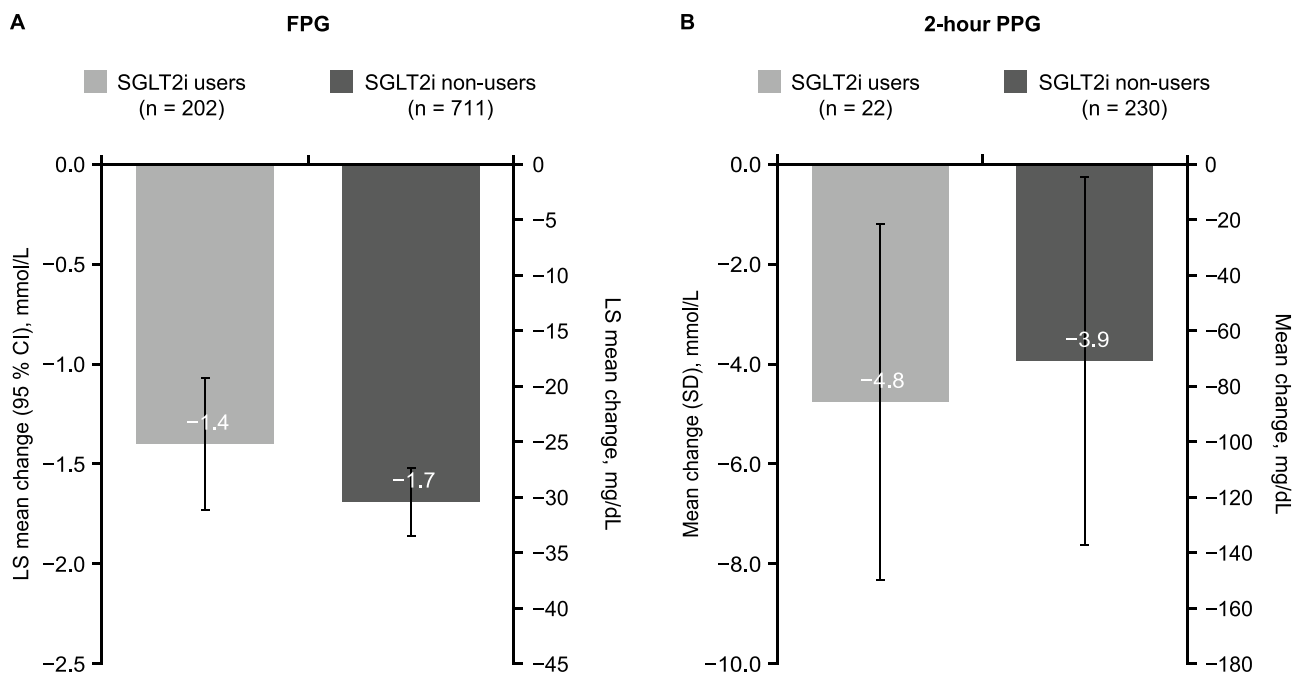 A
FPG
SGLT2i users
(n = 202)
SGLT2i non-users
(n = 711)
0.0
−0.5
−1.0
−1.5
−2.0
−2.5
LS mean change (95 % CI), mmol/L
−1.4
−1.7
0
−5
−10
−15
−20
−25
−30
−35
−40
−45
LS mean change, mg/dL
B
2-hour PPG
SGLT2i users
(n = 22)
SGLT2i non-users
(n = 230)
0.0
−2.0
−4.0
−6.0
−8.0
−10.0
Mean change (SD), mmol/L
−4.8
−3.9
0
−20
−40
−60
−80
−100
−120
−140
−160
−180
Mean change, mg/dL